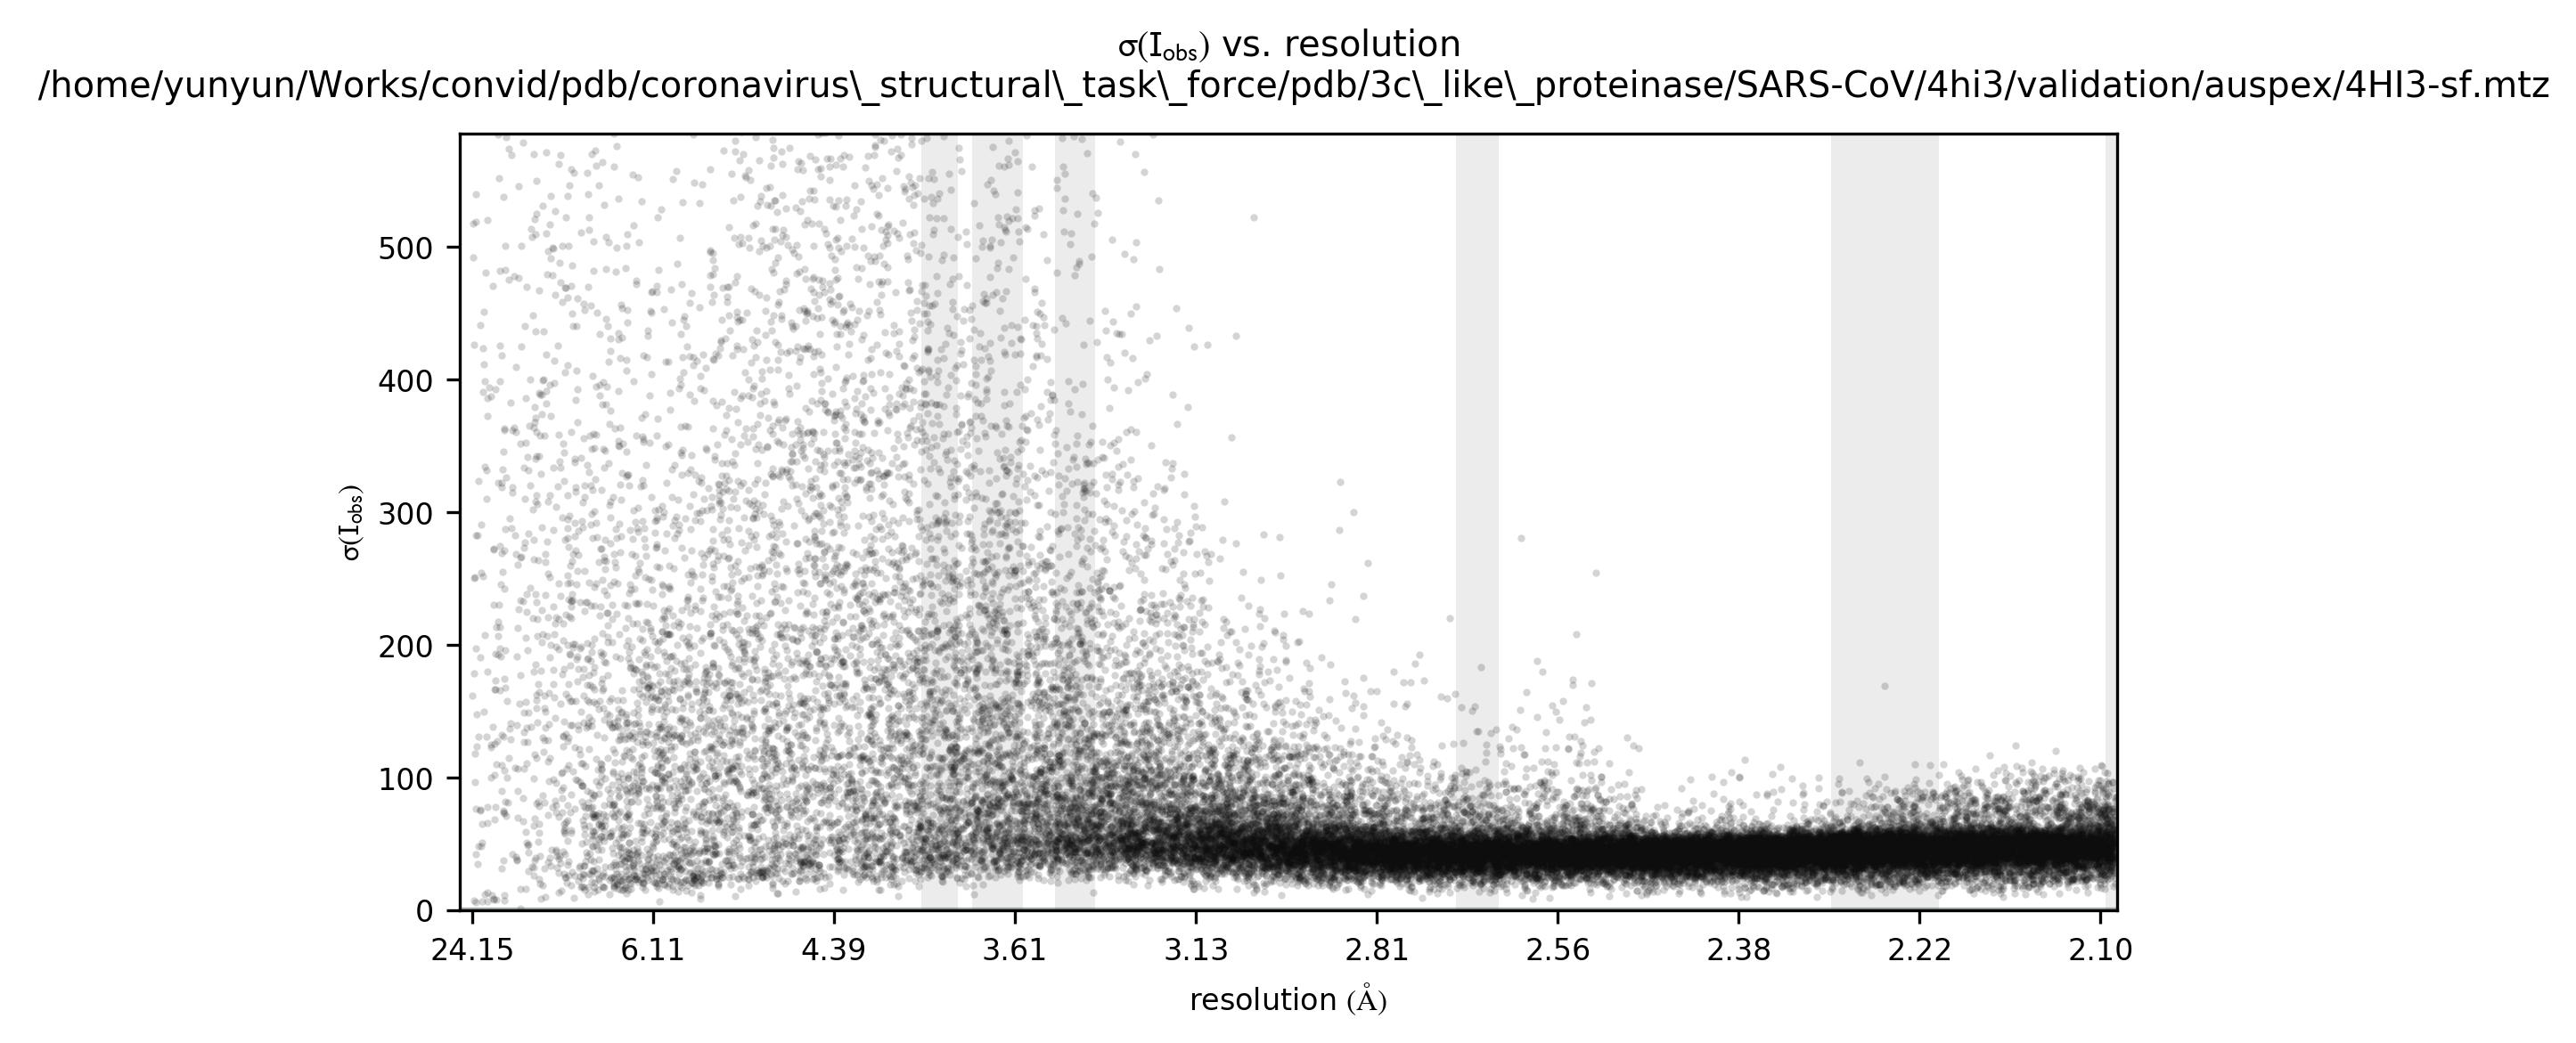 σ(I_obs) vs. resolution
/home/yunyun/Works/convid/pdb/coronavirus\_structural\_task\_force/pdb/3c\_like\_proteinase/SARS-CoV/4hi3/validation/auspex/4HI3-sf.mtz
σ(I_obs)
500
400
300
200
100
0
24.15 6.11 4.39 3.61 3.13 2.81 2.56 2.38 2.22 2.10
resolution (Å)